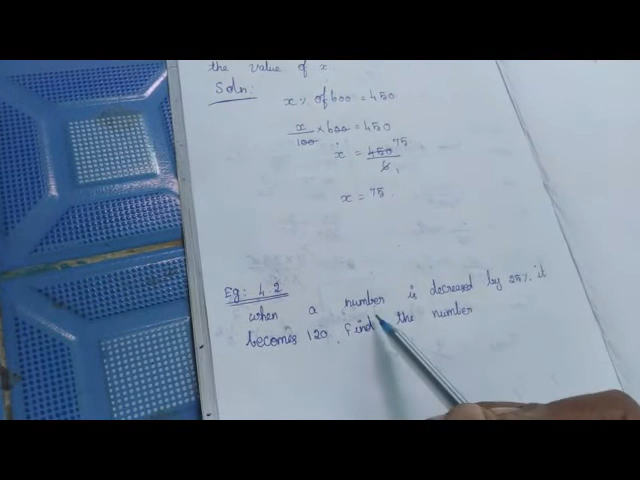 the value of x
Soln:
x % of 600 = 450
x/100 × 600 = 450
x = 450/6 75 1
x = 75.
Eg: 4.2
when a number is decreased by 25% it
becomes 120. Find the number